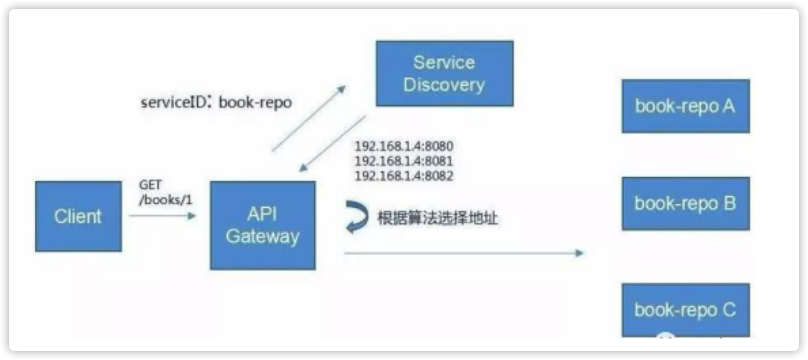 Service
Discovery
serviceID: book-repo
book-repo A
192.168.1.4:8080
192.168.1.4:8081
192.168.1.4:8082
GET
/books/1
Client
API
Gateway
根据算法选择地址
book-repo B
book-repo C